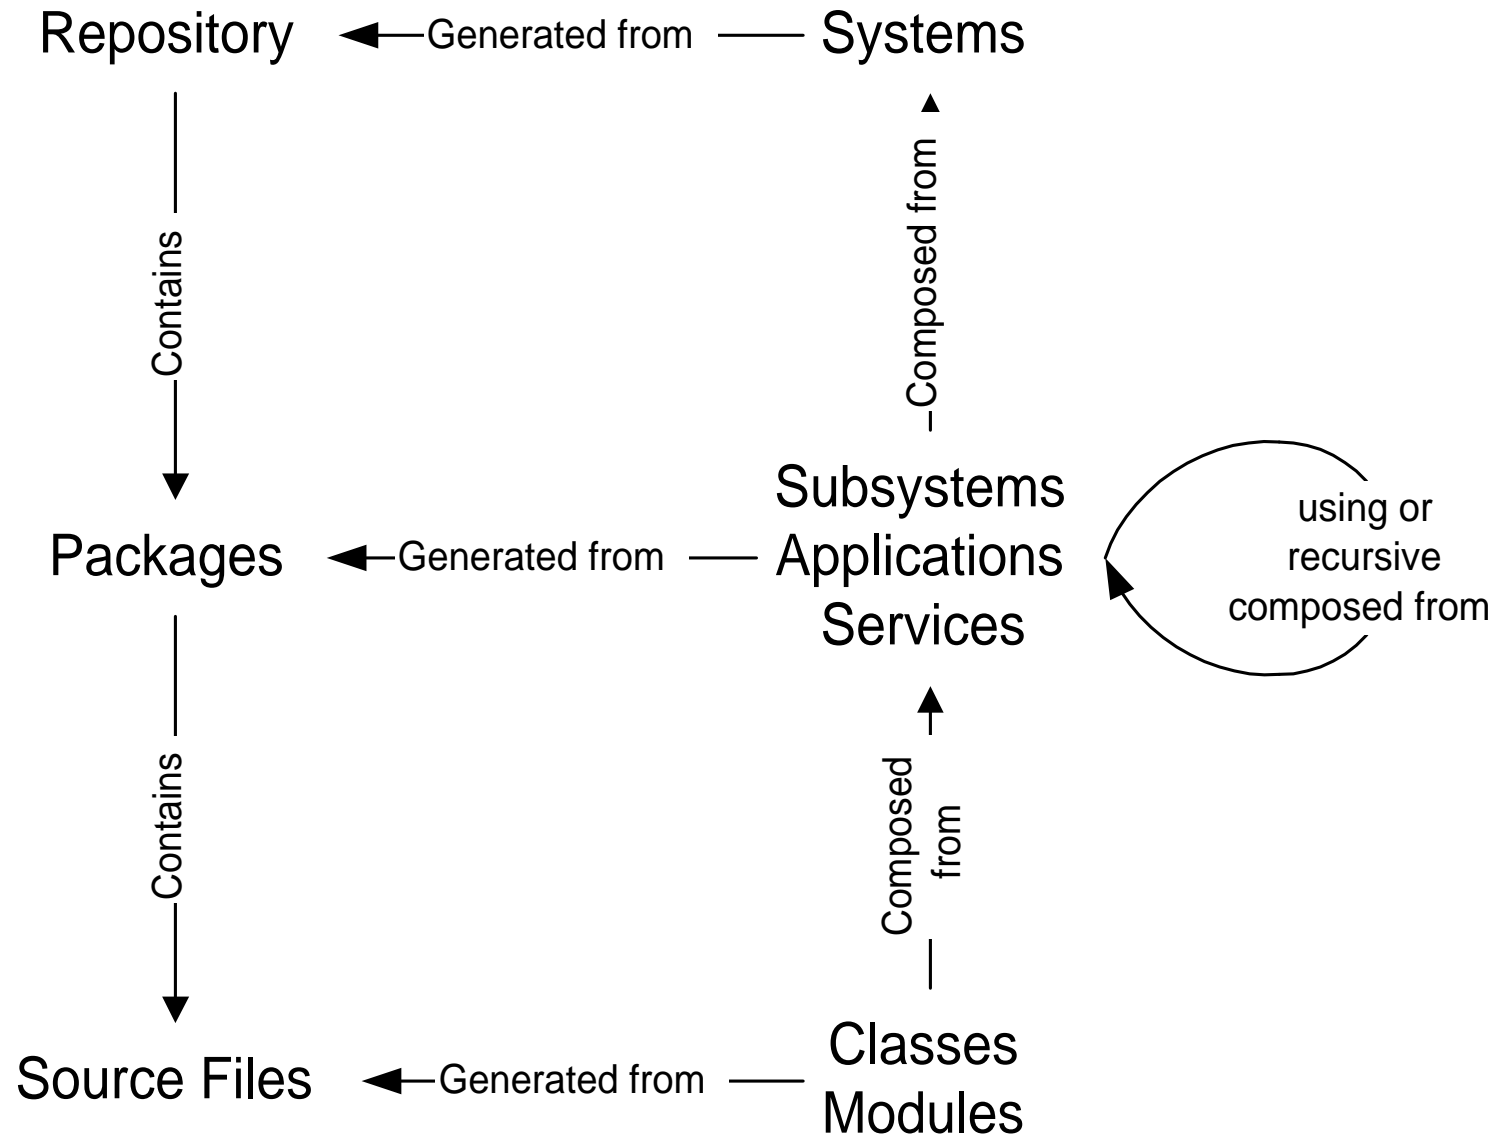 Repository
Generated from
Systems
Contains
Composed from
Packages
Generated from
Subsystems
Applications
Services
using or
recursive
composed from
Contains
Composed
from
Source Files
Generated from
Classes
Modules